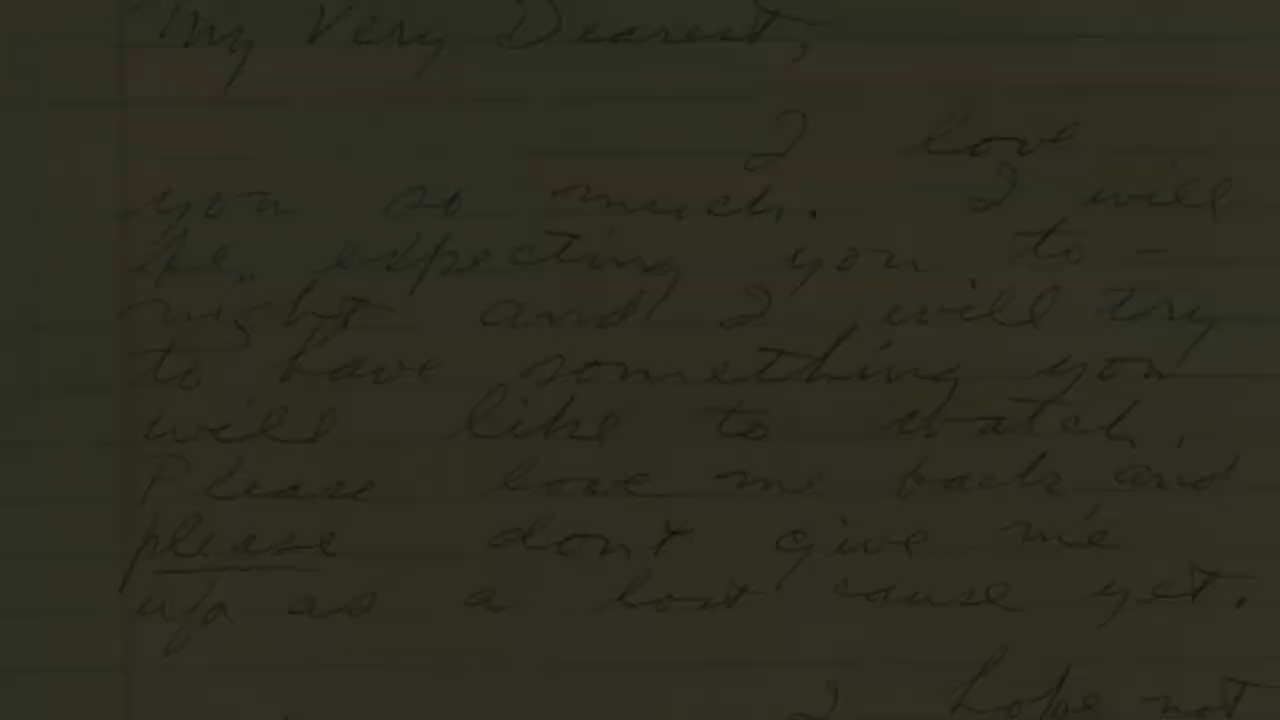 My Very Dearest,
I love
you so much. I will
be expecting you to-
night and I will try
to have something you
will like to watch.
Please love me back and
please don't give me
up as a lost cause yet.
I hope not